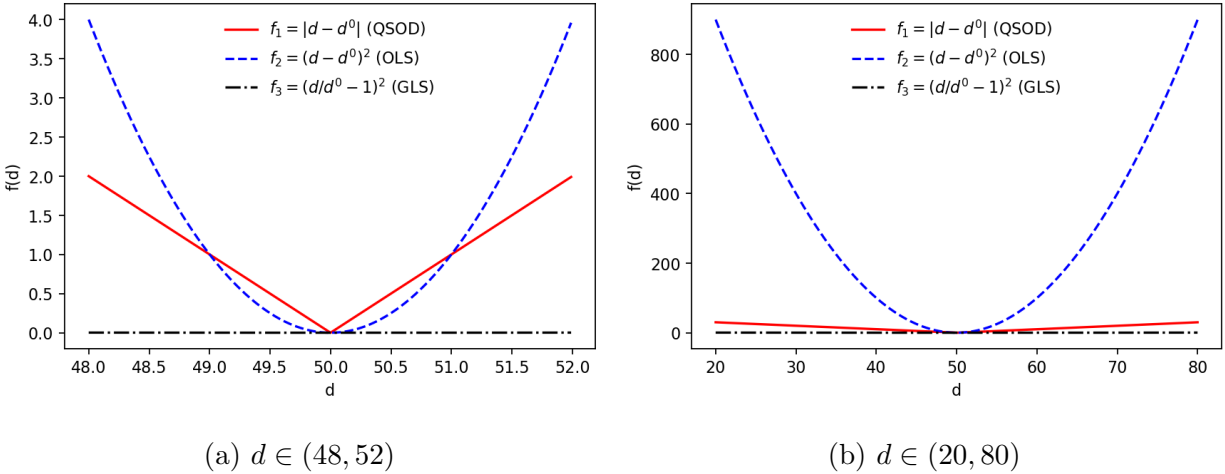 4.0
3.5
3.0
2.5
2.0
1.5
1.0
0.5
0.0
f(d)
f₁ = |d − d⁰| (QSOD)
f₂ = (d − d⁰)² (OLS)
f₃ = (d/d⁰ − 1)² (GLS)
48.0 48.5 49.0 49.5 50.0 50.5 51.0 51.5 52.0
d
(a) d ∈ (48, 52)
800
600
400
200
0
f(d)
f₁ = |d − d⁰| (QSOD)
f₂ = (d − d⁰)² (OLS)
f₃ = (d/d⁰ − 1)² (GLS)
20 30 40 50 60 70 80
d
(b) d ∈ (20, 80)